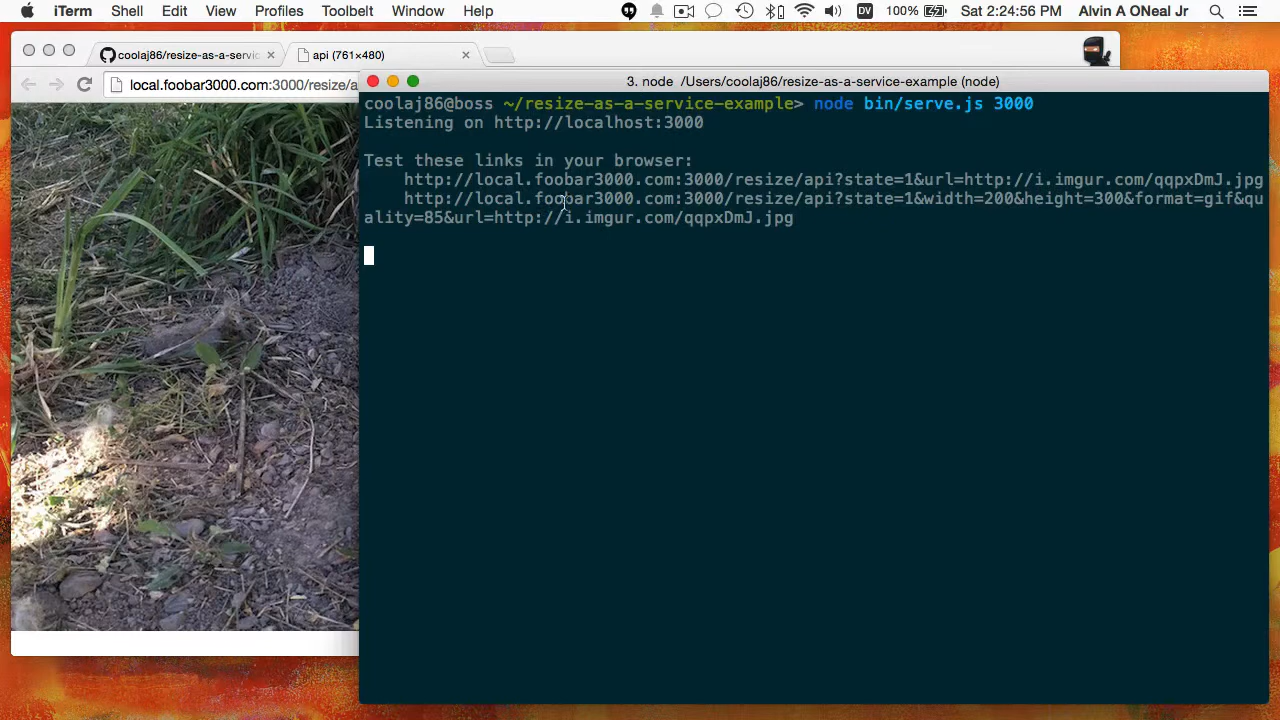 iTerm Shell Edit View Profiles Toolbelt Window Help 100% Sat 2:24:56 PM Alvin A ONeal Jr
coolaj86/resize-as-a-servic api (761×480)
local.foobar3000.com:3000/resize/a
3. node /Users/coolaj86/resize-as-a-service-example (node)
coolaj86@boss ~/resize-as-a-service-example> node bin/serve.js 3000
Listening on http://localhost:3000
Test these links in your browser:
http://local.foobar3000.com:3000/resize/api?state=1&url=http://i.imgur.com/qqpxDmJ.jpg
http://local.foobar3000.com:3000/resize/api?state=1&width=200&height=300&format=gif&qu
ality=85&url=http://i.imgur.com/qqpxDmJ.jpg